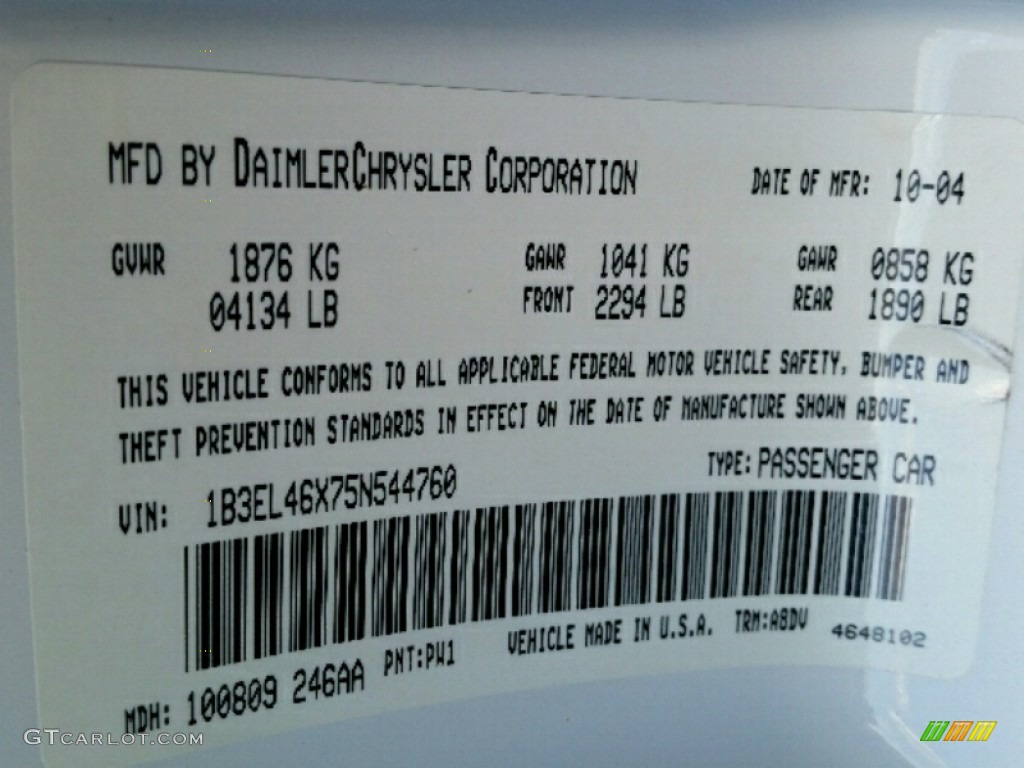 MFD BY DAIMLERCHRYSLER CORPORATION DATE OF MFR: 10-04
GVWR 1876 KG GAWR 1041 KG GAWR 0858 KG
04134 LB FRONT 2294 LB REAR 1890 LB
THIS VEHICLE CONFORMS TO ALL APPLICABLE FEDERAL MOTOR VEHICLE SAFETY, BUMPER AND
THEFT PREVENTION STANDARDS IN EFFECT ON THE DATE OF MANUFACTURE SHOWN ABOVE.
VIN: 1B3EL46X75N544760 TYPE: PASSENGER CAR
MDH: 100809 246AA PNT:PW1 VEHICLE MADE IN U.S.A. TRM:A8DV 4648102
GTCARLOT.COM